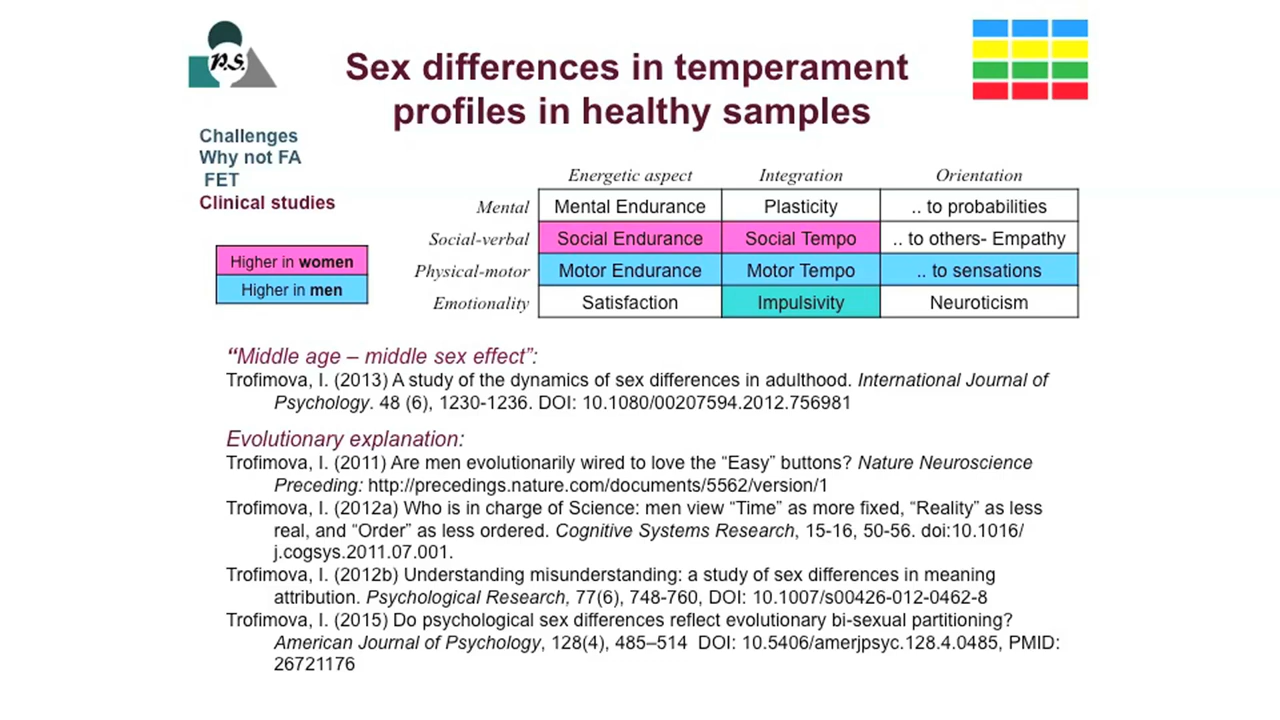 P.S.
Sex differences in temperament
profiles in healthy samples
Challenges
Why not FA
FET
Clinical studies
Higher in women
Higher in men
Energetic aspect Integration Orientation
Mental Mental Endurance Plasticity .. to probabilities
Social-verbal Social Endurance Social Tempo .. to others- Empathy
Physical-motor Motor Endurance Motor Tempo .. to sensations
Emotionality Satisfaction Impulsivity Neuroticism
“Middle age – middle sex effect”:
Trofimova, I. (2013) A study of the dynamics of sex differences in adulthood. International Journal of
Psychology. 48 (6), 1230-1236. DOI: 10.1080/00207594.2012.756981
Evolutionary explanation:
Trofimova, I. (2011) Are men evolutionarily wired to love the “Easy” buttons? Nature Neuroscience
Preceding: http://precedings.nature.com/documents/5562/version/1
Trofimova, I. (2012a) Who is in charge of Science: men view “Time” as more fixed, “Reality” as less
real, and “Order” as less ordered. Cognitive Systems Research, 15-16, 50-56. doi:10.1016/
j.cogsys.2011.07.001.
Trofimova, I. (2012b) Understanding misunderstanding: a study of sex differences in meaning
attribution. Psychological Research, 77(6), 748-760, DOI: 10.1007/s00426-012-0462-8
Trofimova, I. (2015) Do psychological sex differences reflect evolutionary bi-sexual partitioning?
American Journal of Psychology, 128(4), 485–514 DOI: 10.5406/amerjpsyc.128.4.0485, PMID:
26721176